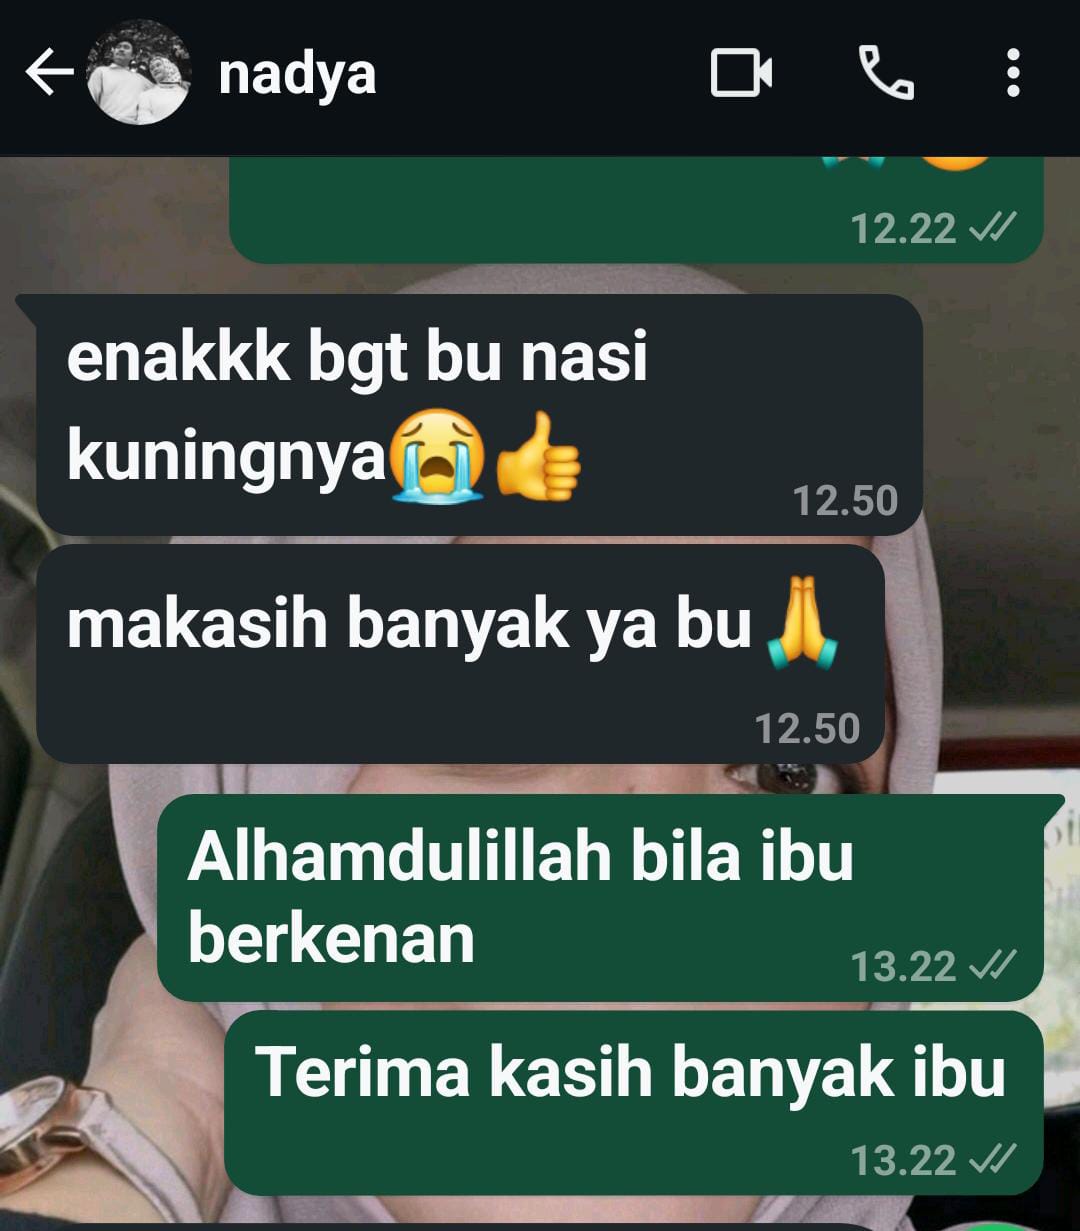 nadya
12.22
enakkk bgt bu nasi
kuningnya😭👍
12.50
makasih banyak ya bu🙏
12.50
Alhamdulillah bila ibu
berkenan
13.22
Terima kasih banyak ibu
13.22